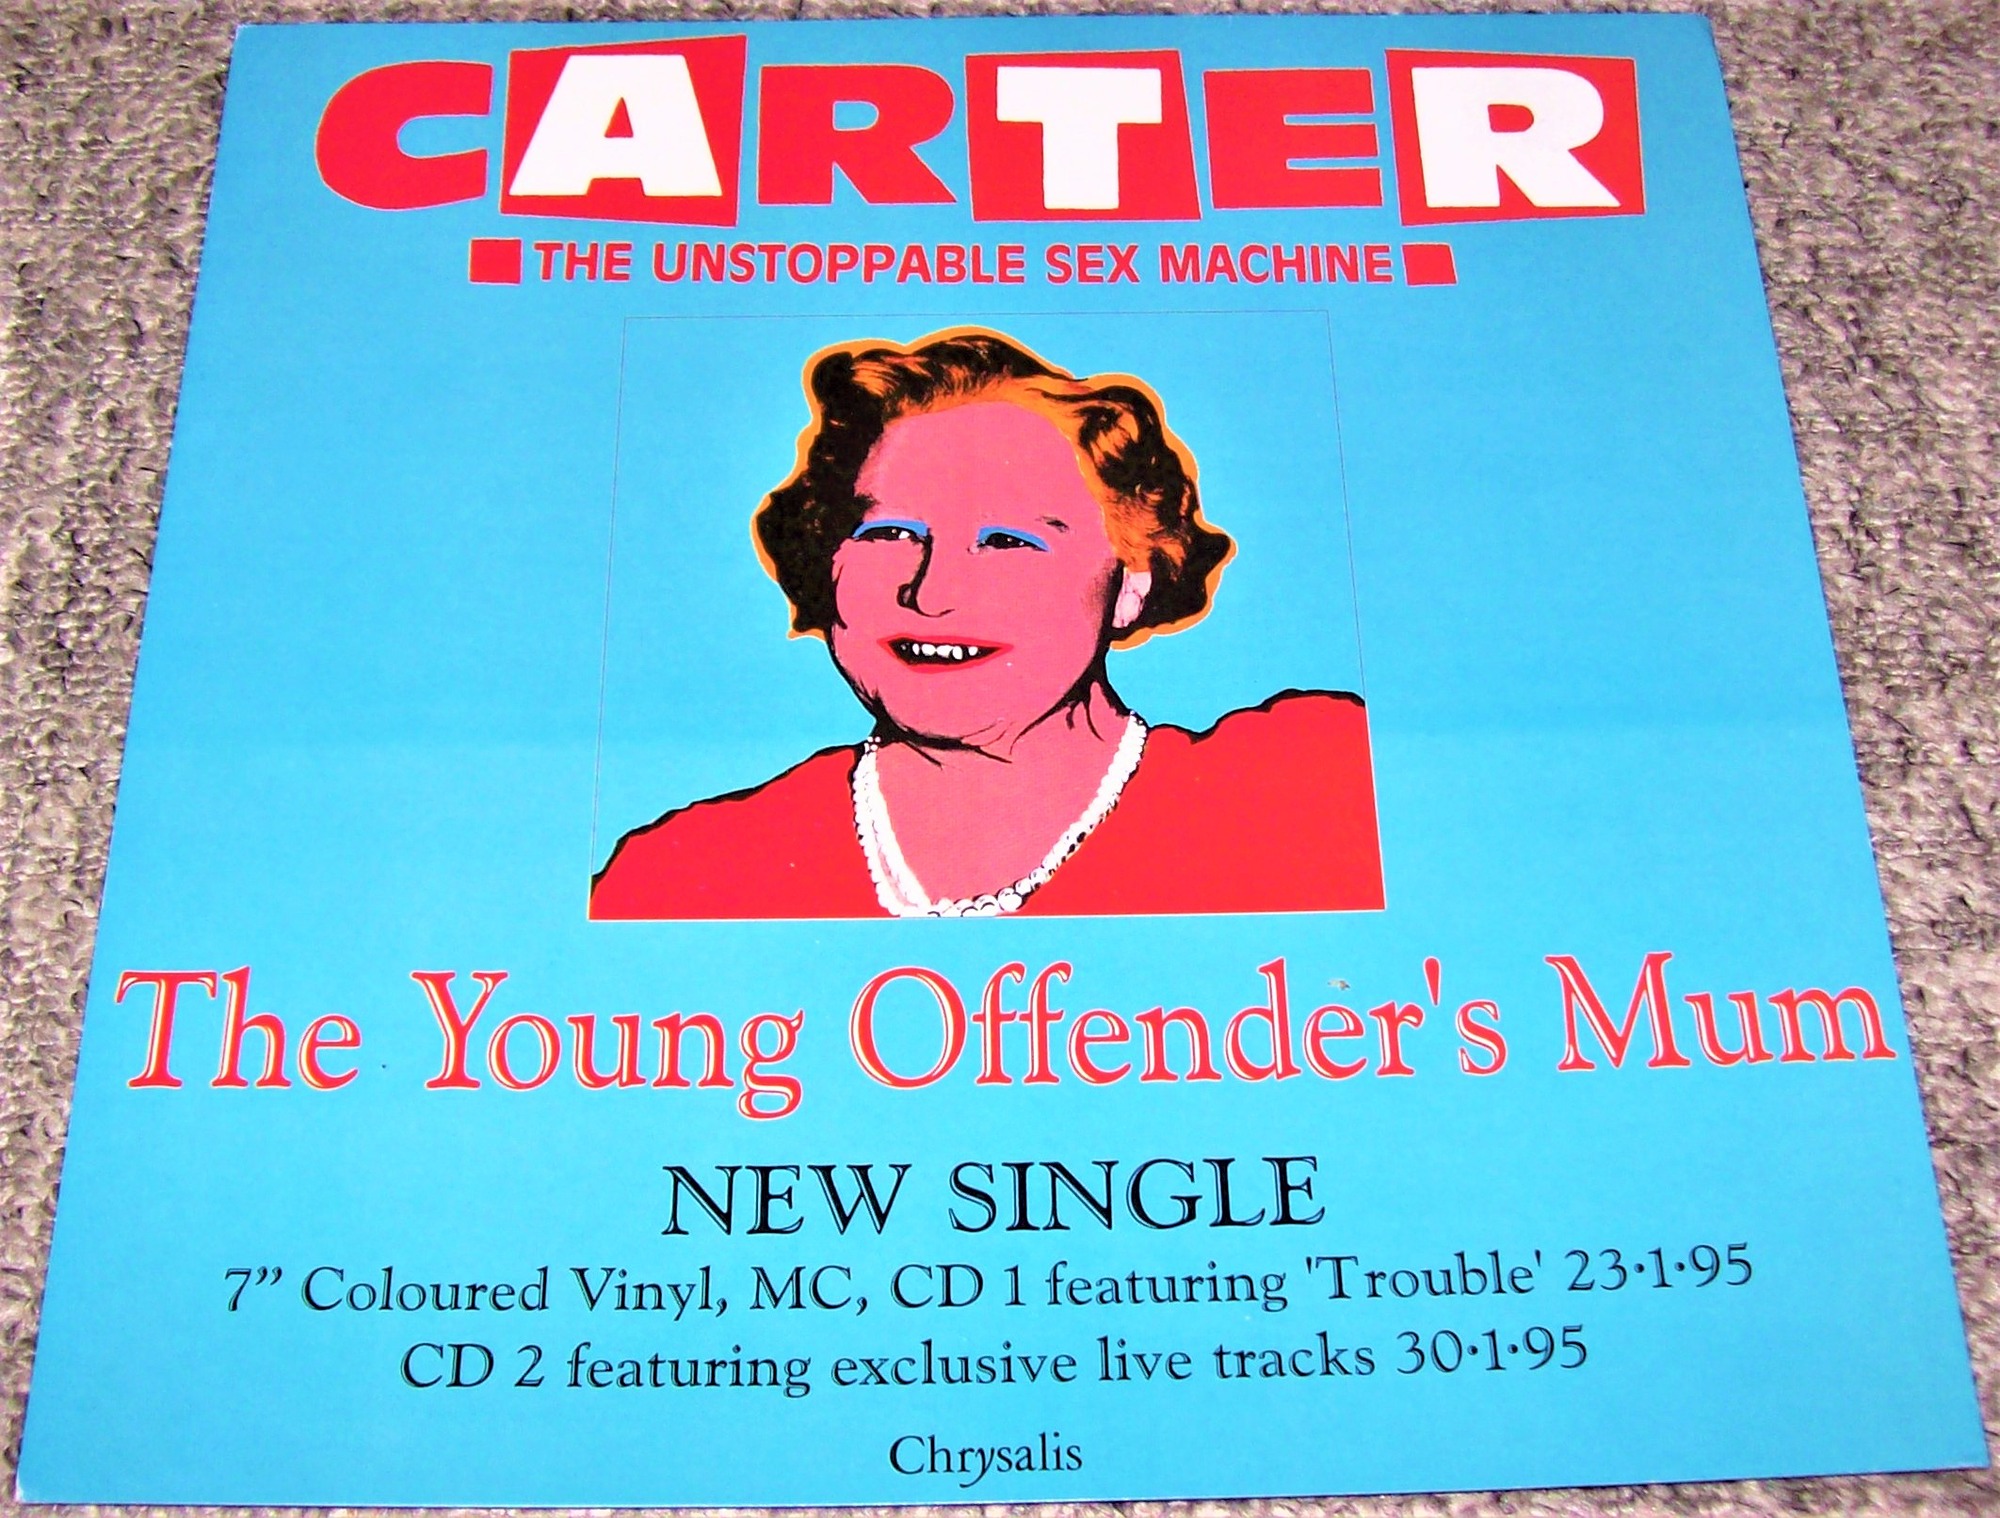 CARTER
THE UNSTOPPABLE SEX MACHINE
The Young Offender's Mum
NEW SINGLE
7” Coloured Vinyl, MC, CD 1 featuring 'Trouble' 23·1·95
CD 2 featuring exclusive live tracks 30·1·95
Chrysalis